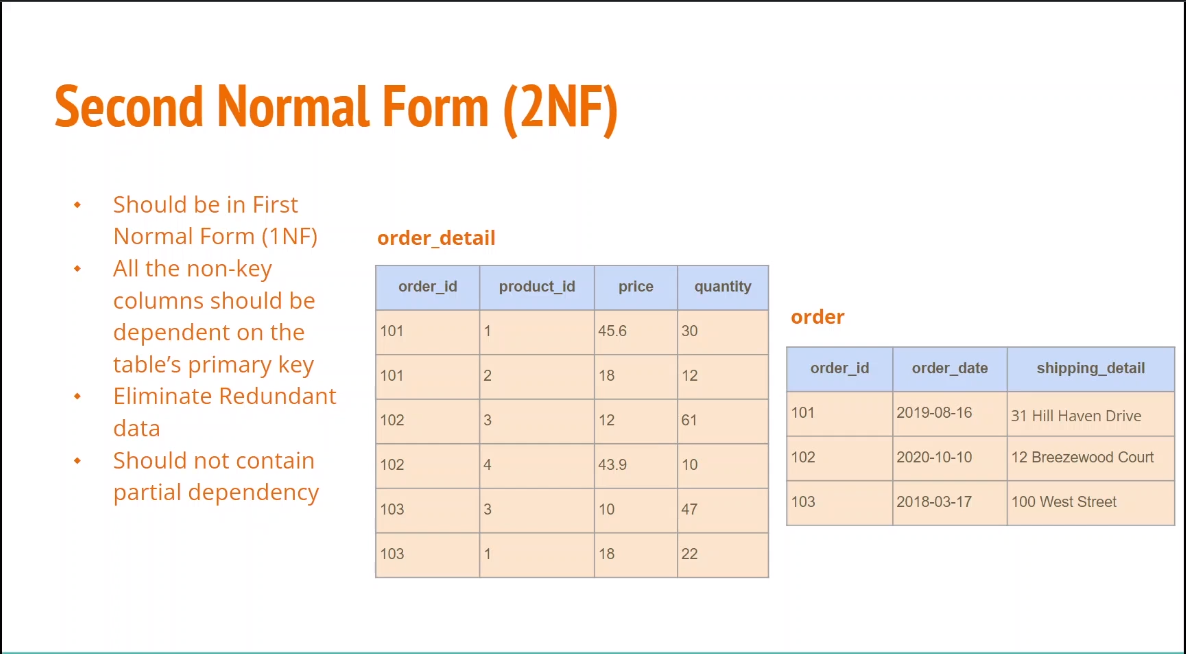 Second Normal Form (2NF)
• Should be in First
Normal Form (1NF)
• All the non-key
columns should be
dependent on the
table’s primary key
• Eliminate Redundant
data
• Should not contain
partial dependency
order_detail
order_id product_id price quantity
101 1 45.6 30
101 2 18 12
102 3 12 61
102 4 43.9 10
103 3 10 47
103 1 18 22
order
order_id order_date shipping_detail
101 2019-08-16 31 Hill Haven Drive
102 2020-10-10 12 Breezewood Court
103 2018-03-17 100 West Street